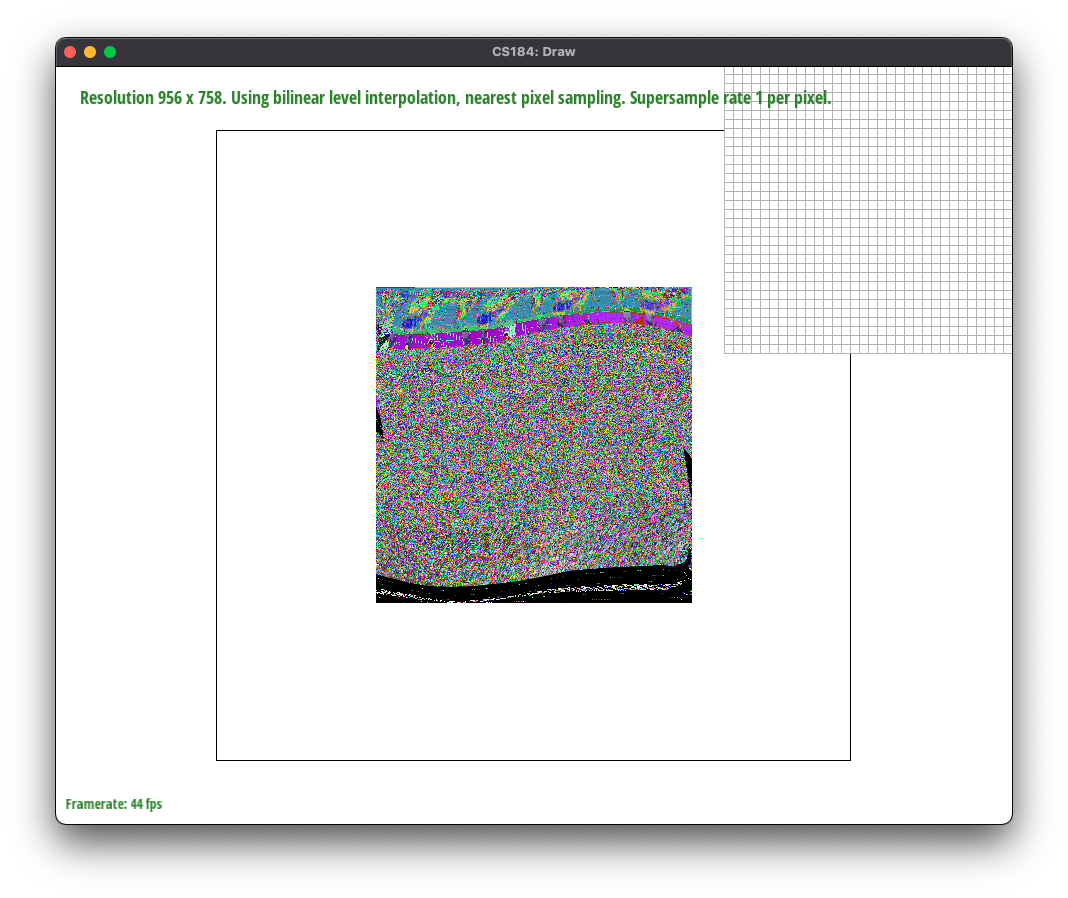 CS184: Draw
Resolution 956 x 758. Using bilinear level interpolation, nearest pixel sampling. Supersample rate 1 per pixel.
Framerate: 44 fps